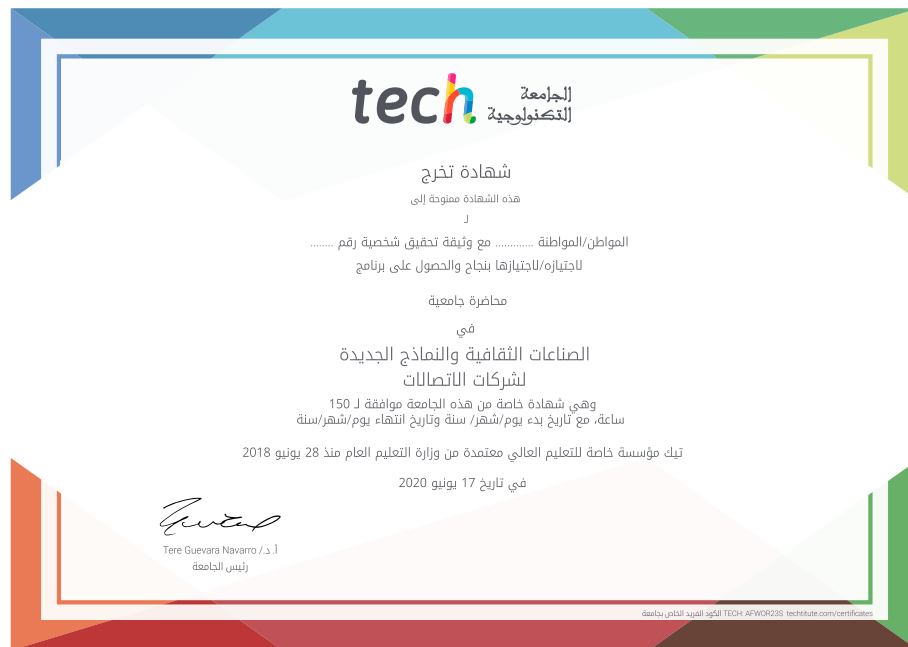 tech الجامعة
التكنولوجية
شهادة تخرج
هذه الشهادة ممنوحة إلى
لـ
المواطن/المواطنة ............. مع وثيقة تحقيق شخصية رقم ........
لاجتيازه/لاجتيازها بنجاح والحصول على برنامج
محاضرة جامعية
في
الصناعات الثقافية والنماذج الجديدة
لشركات الاتصالات
وهي شهادة خاصة من هذه الجامعة موافقة لـ 150
ساعة، مع تاريخ بدء يوم/شهر/ سنة وتاريخ انتهاء يوم/شهر/سنة
تيك مؤسسة خاصة للتعليم العالي معتمدة من وزارة التعليم العام منذ 28 يونيو 2018
في تاريخ 17 يونيو 2020
أ. د./ Tere Guevara Navarro
رئيس الجامعة
الكود الفريد الخاص بجامعة TECH: AFWOR23S techtitute.com/certificates